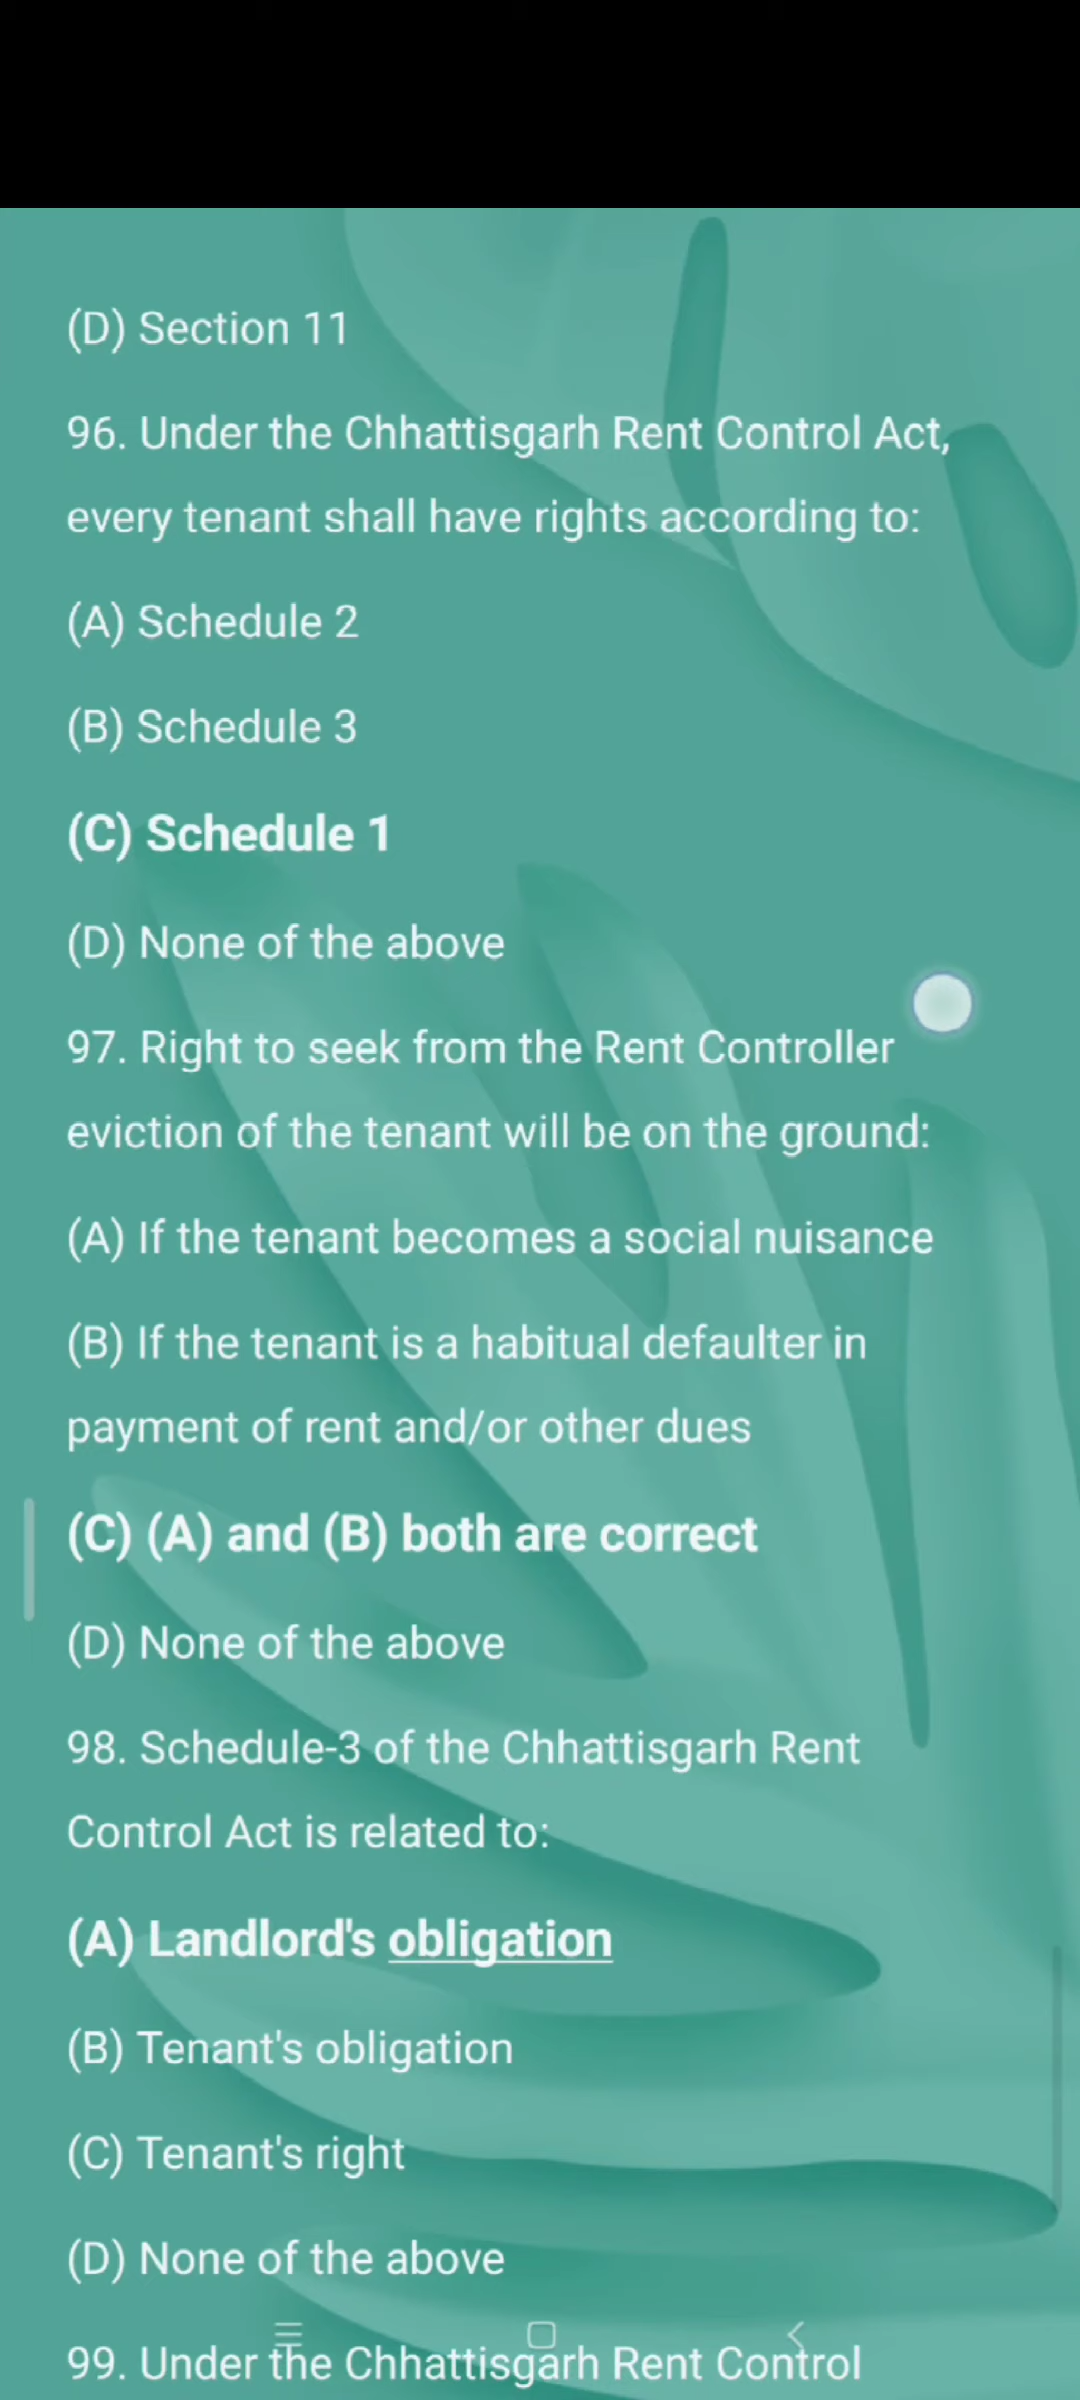 (D) Section 11
96. Under the Chhattisgarh Rent Control Act,
every tenant shall have rights according to:
(A) Schedule 2
(B) Schedule 3
(C) Schedule 1
(D) None of the above
97. Right to seek from the Rent Controller
eviction of the tenant will be on the ground:
(A) If the tenant becomes a social nuisance
(B) If the tenant is a habitual defaulter in
payment of rent and/or other dues
(C) (A) and (B) both are correct
(D) None of the above
98. Schedule-3 of the Chhattisgarh Rent
Control Act is related to:
(A) Landlord's obligation
(B) Tenant's obligation
(C) Tenant's right
(D) None of the above
99. Under the Chhattisgarh Rent Control